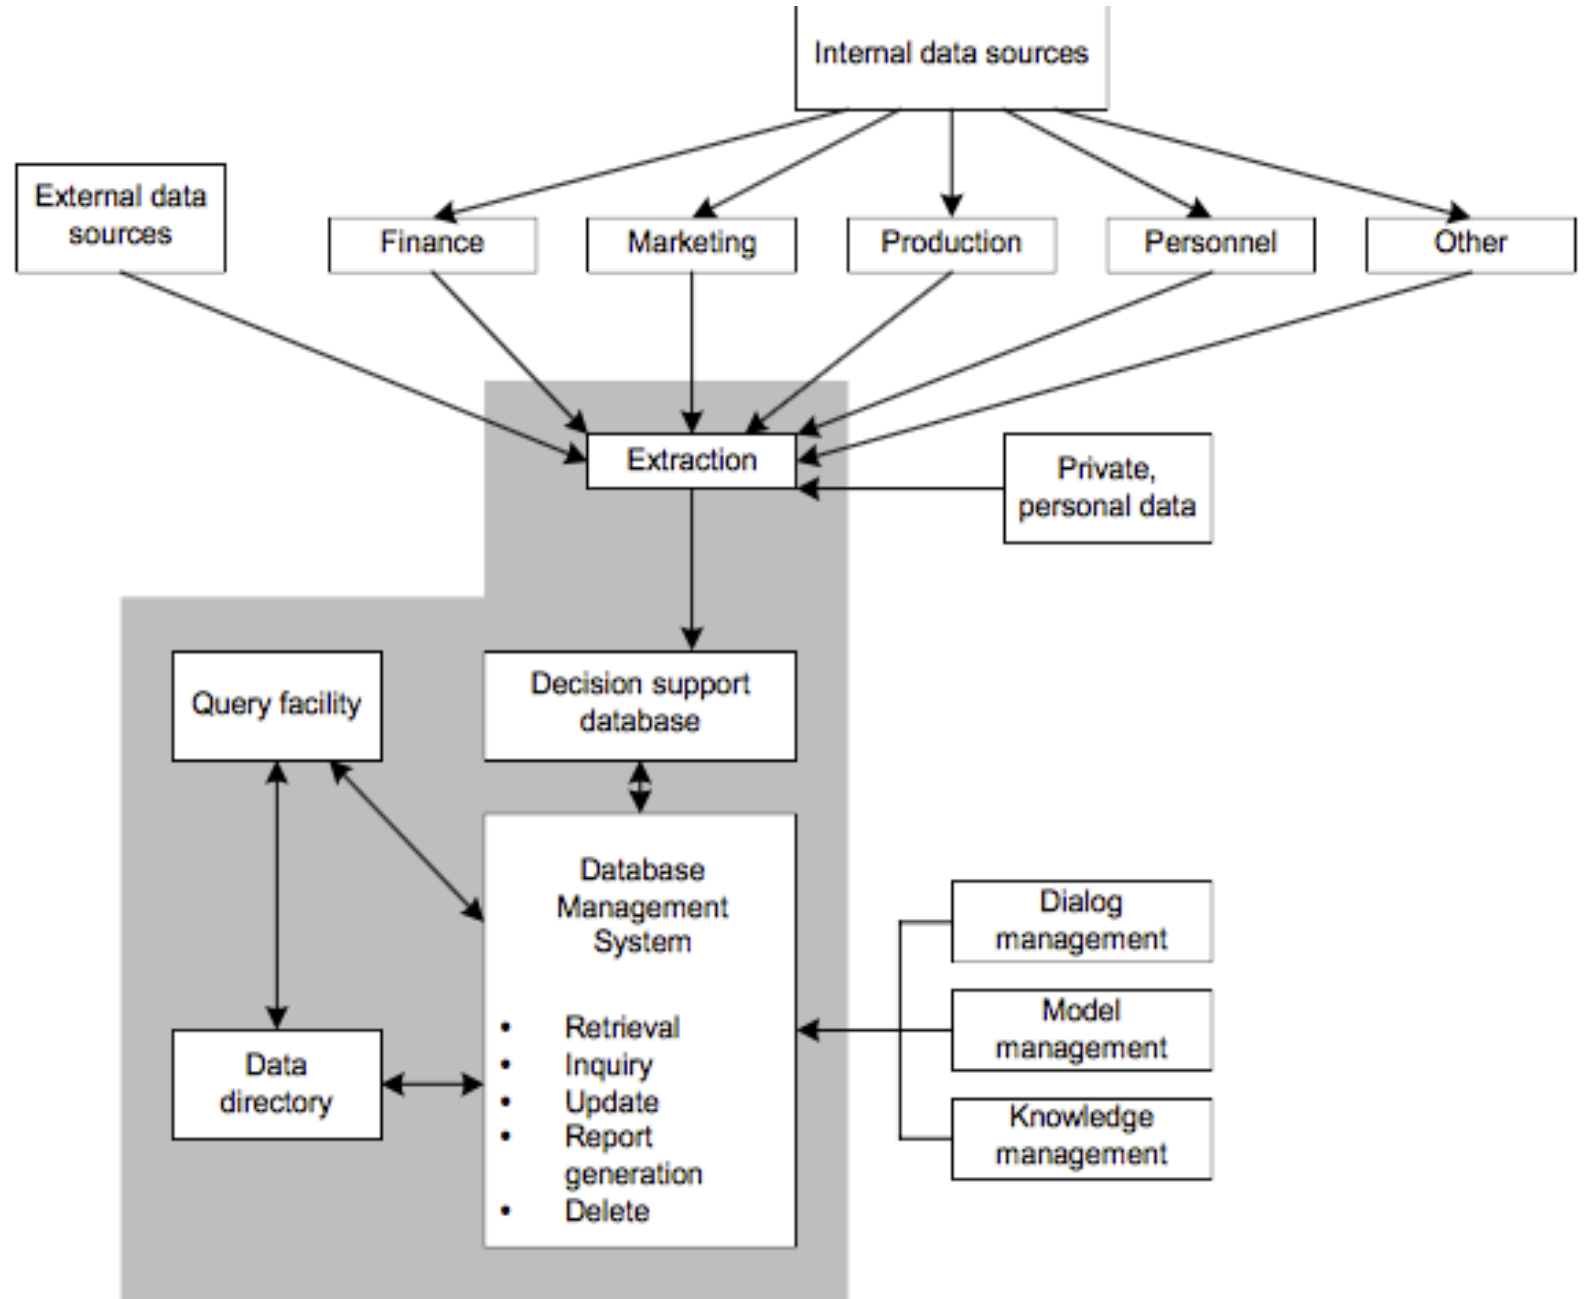 Internal data sources
External data
sources
Finance
Marketing
Production
Personnel
Other
Extraction
Private,
personal data
Query facility
Decision support
database
Database
Management
System
• Retrieval
• Inquiry
• Update
• Report
generation
• Delete
Data
directory
Dialog
management
Model
management
Knowledge
management